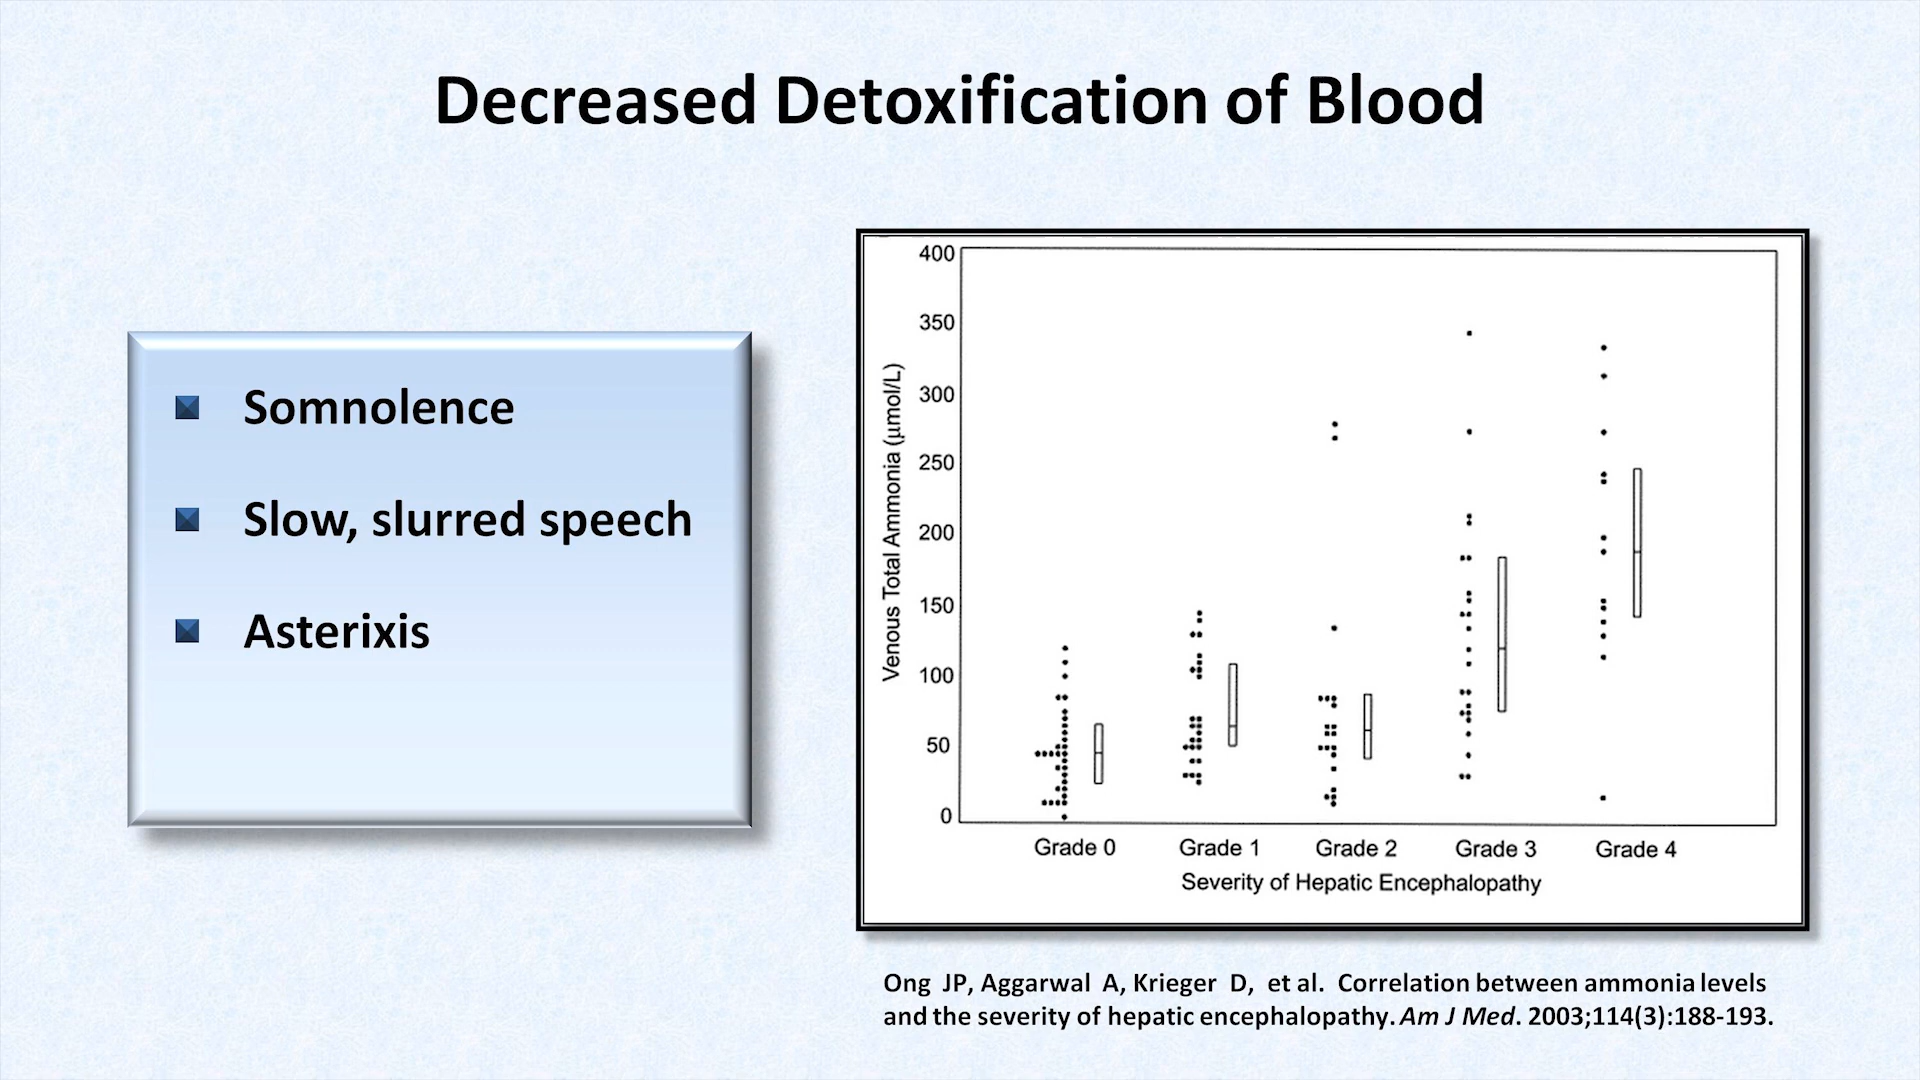 Decreased Detoxification of Blood
Somnolence
Slow, slurred speech
Asterixis
400
350
300
250
200
150
100
50
0
Venous Total Ammonia (μmol/L)
Grade 0 Grade 1 Grade 2 Grade 3 Grade 4
Severity of Hepatic Encephalopathy
Ong JP, Aggarwal A, Krieger D, et al. Correlation between ammonia levels
and the severity of hepatic encephalopathy. Am J Med. 2003;114(3):188-193.